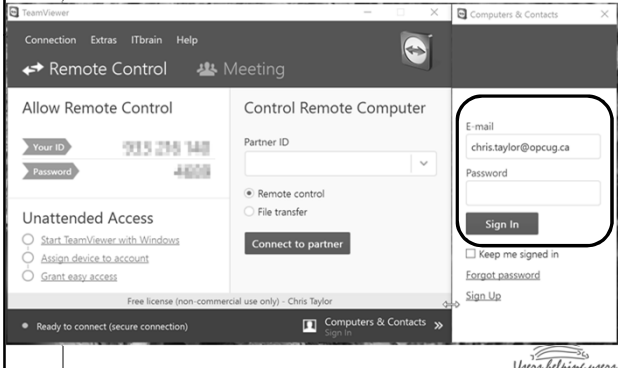 TeamViewer
Connection Extras ITbrain Help
Remote Control Meeting
Allow Remote Control
Your ID
Password
Unattended Access
Start TeamViewer with Windows
Assign device to account
Grant easy access
Control Remote Computer
Partner ID
Remote control
File transfer
Connect to partner
Free license (non-commercial use only) - Chris Taylor
Ready to connect (secure connection)
Computers & Contacts
Sign In
Computers & Contacts
E-mail
chris.taylor@opcug.ca
Password
Sign In
Keep me signed in
Forgot password
Sign Up
Users helping users